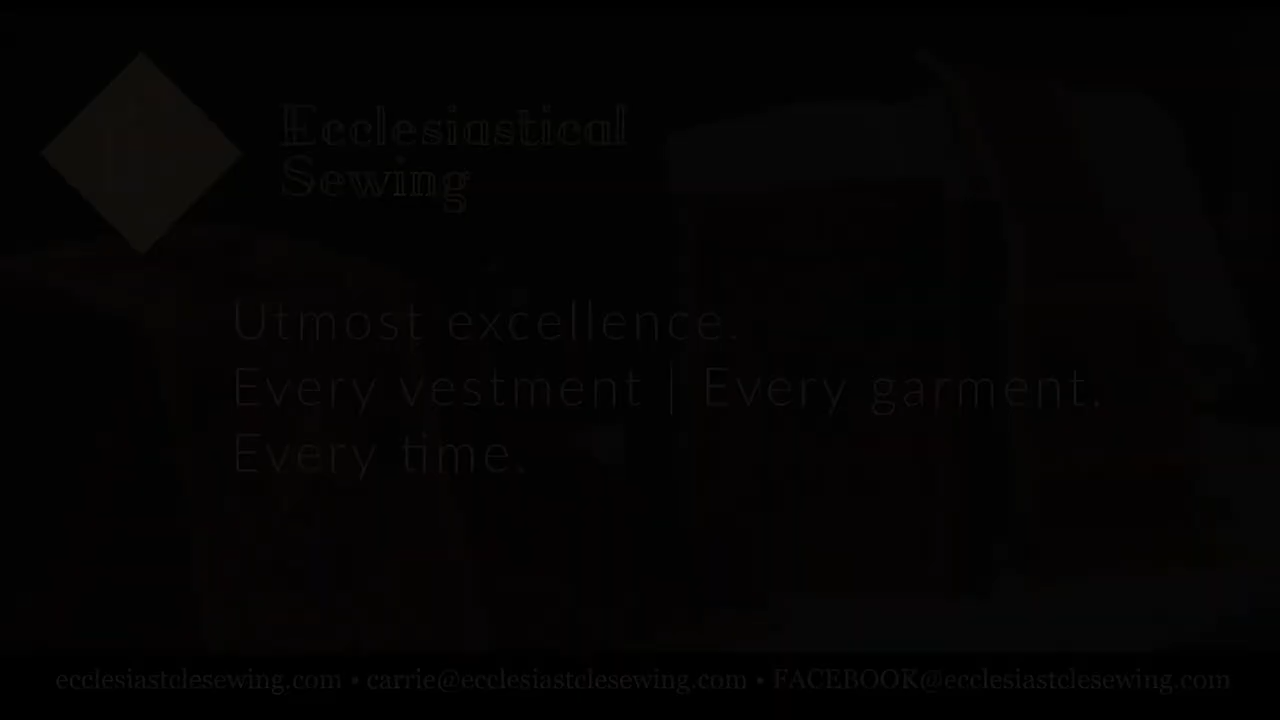 Ecclesiastical
Sewing
Utmost excellence.
Every vestment | Every garment.
Every time.
ecclesiastclesewing.com • carrie@ecclesiastclesewing.com • FACEBOOK@ecclesiastclesewing.com